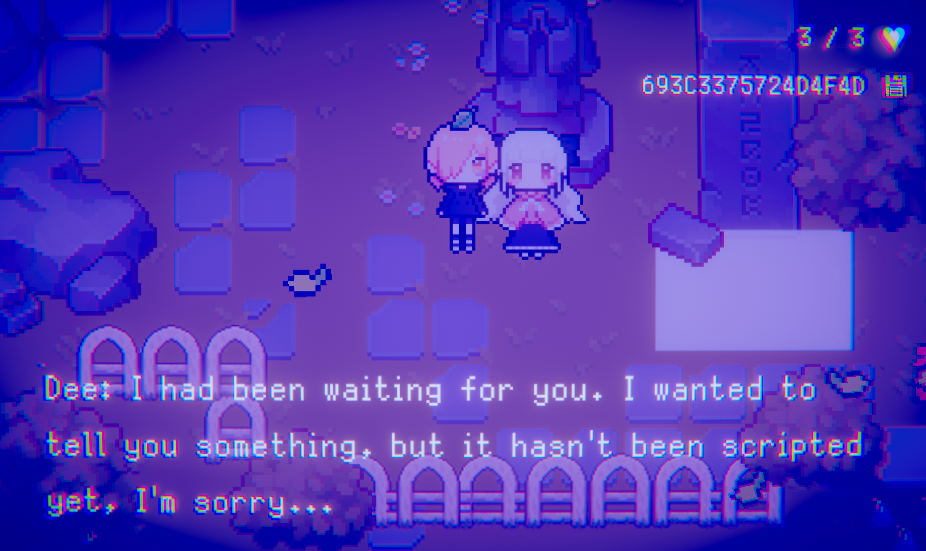 3 / 3
693C3375724D4F4D
Dee: I had been waiting for you. I wanted to
tell you something, but it hasn't been scripted
yet, I'm sorry...